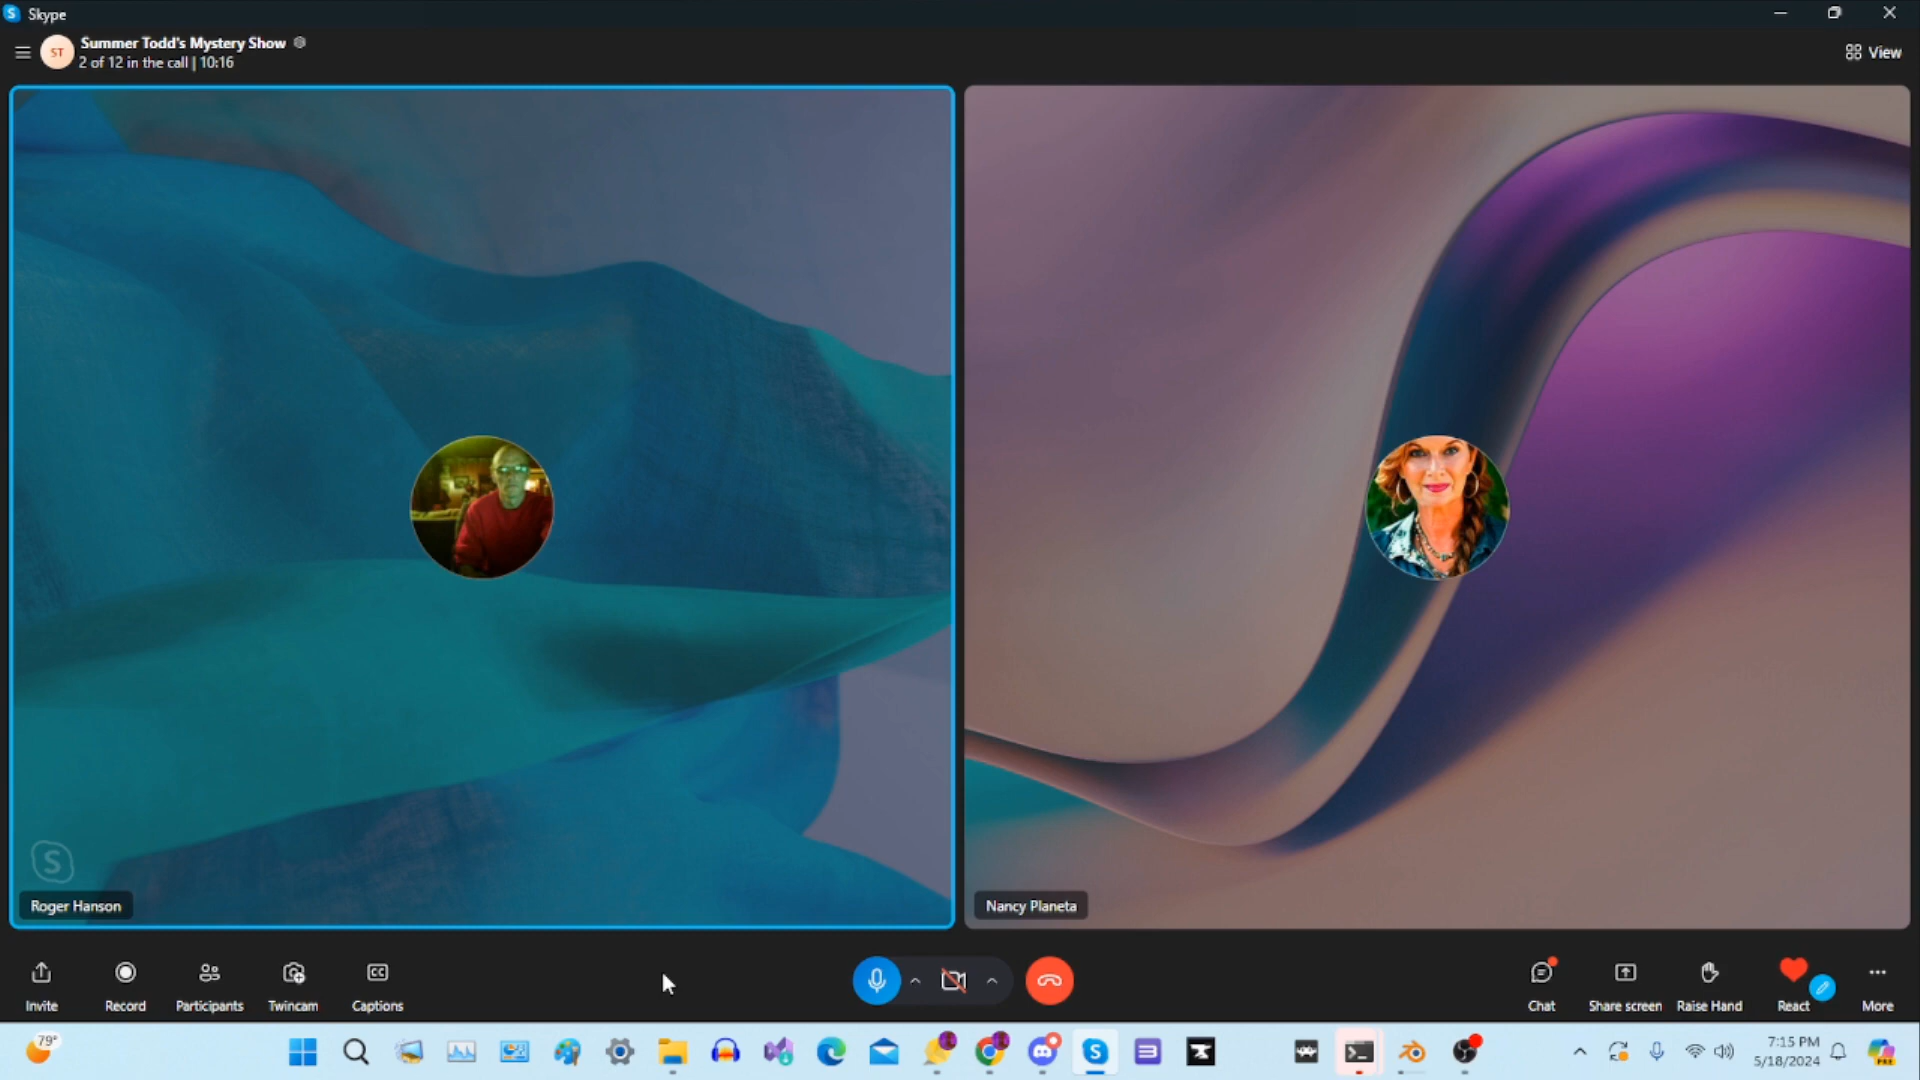 Skype
ST
Summer Todd's Mystery Show
2 of 12 in the call | 10:16
View
Roger Hanson
Nancy Planeta
Invite
Record
Participants
Twincam
CC
Captions
Chat
Share screen
Raise Hand
React
More
79°
7:15 PM
5/18/2024
PRE